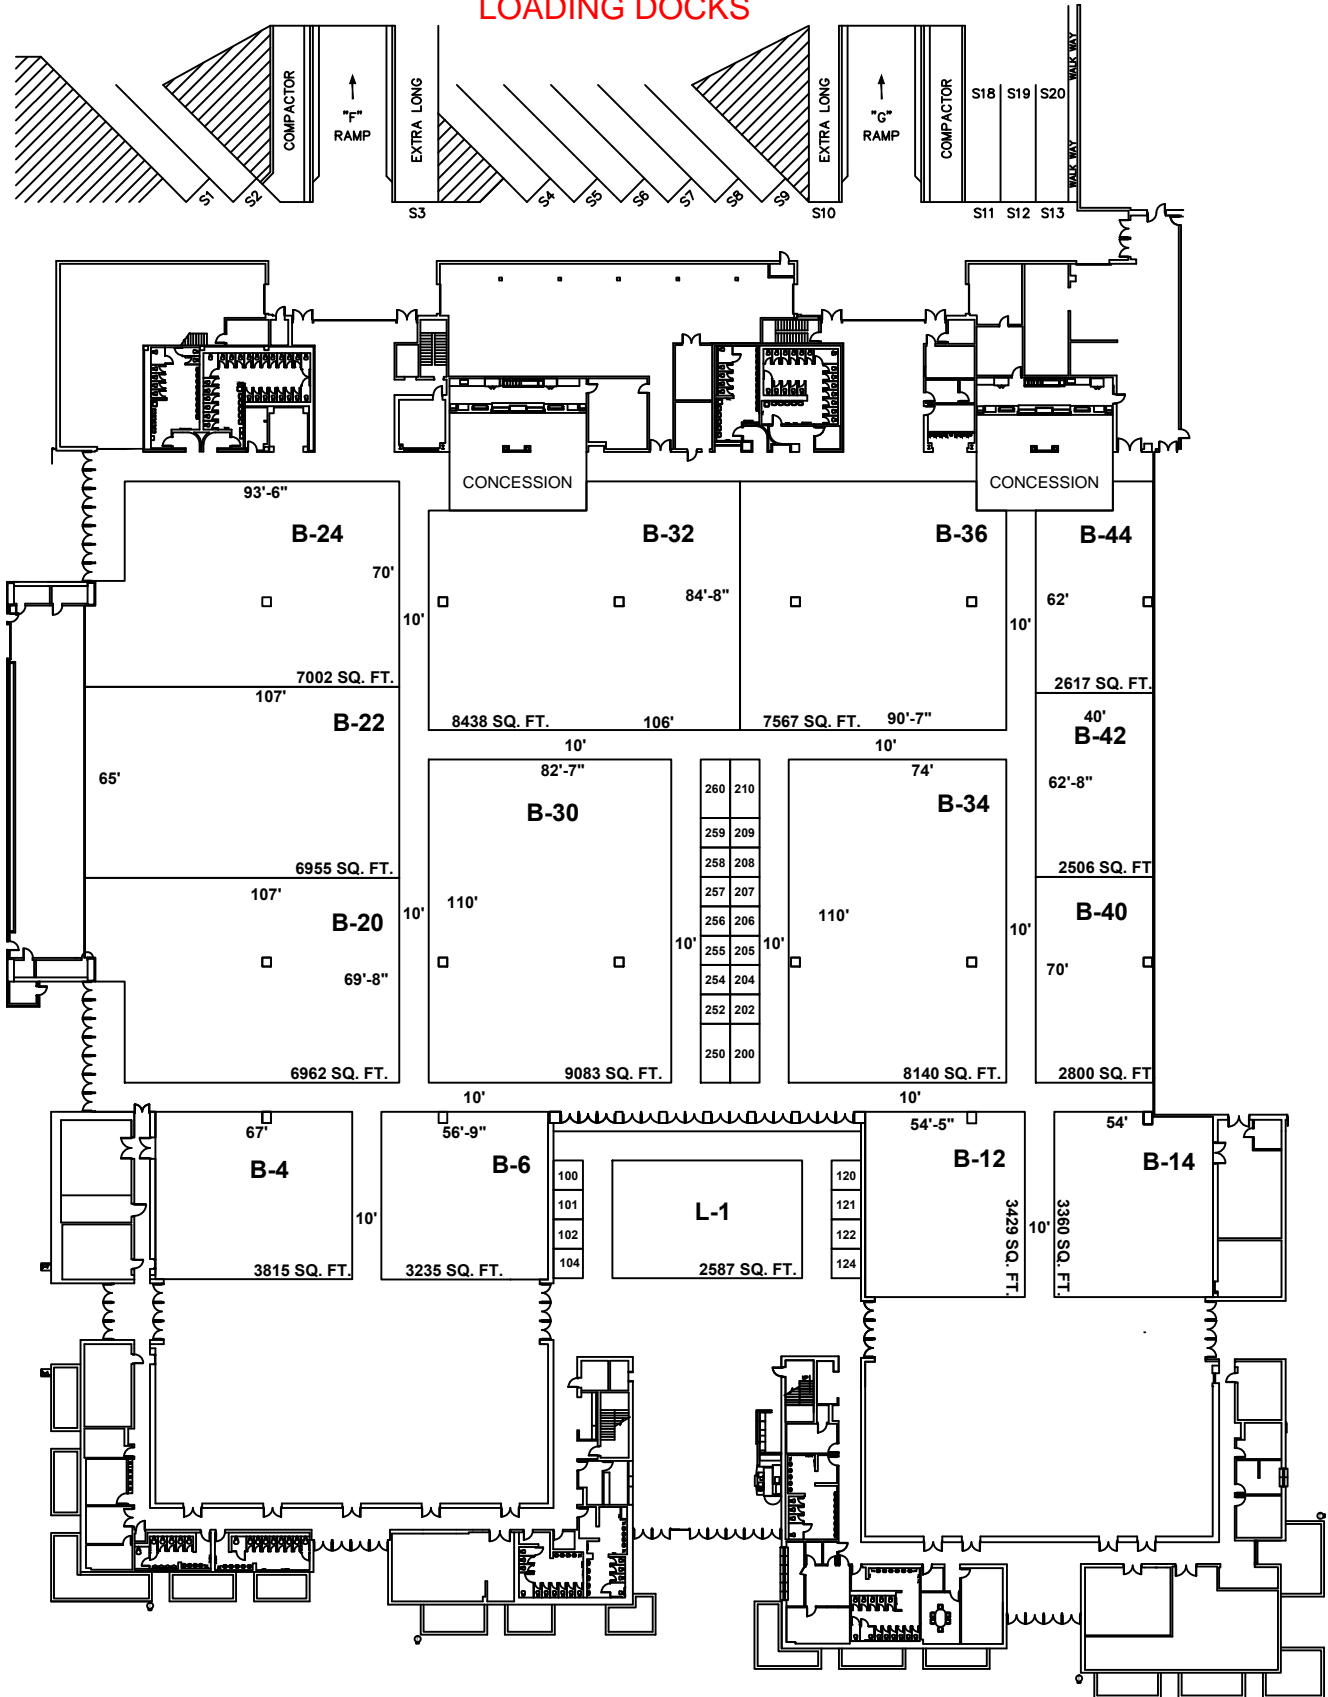 LOADING DOCKS
COMPACTOR
"F"
RAMP
EXTRA LONG
EXTRA LONG
"G"
RAMP
COMPACTOR
S18
S19
S20
WALK WAY
WALK WAY
S1
S2
S3
S4
S5
S6
S7
S8
S9
S10
S11
S12
S13
CONCESSION
CONCESSION
93'-6"
B-24
70'
10'
7002 SQ. FT.
B-32
84'-8"
8438 SQ. FT.
106'
B-36
7567 SQ. FT.
90'-7"
10'
B-44
62'
2617 SQ. FT.
107'
B-22
65'
6955 SQ. FT.
10'
10'
40'
B-42
62'-8"
2506 SQ. FT
82'-7"
B-30
110'
9083 SQ. FT.
260 210
259 209
258 208
257 207
256 206
255 205
254 204
252 202
250 200
10'
10'
74'
B-34
110'
8140 SQ. FT.
10'
107'
B-20
69'-8"
10'
6962 SQ. FT.
B-40
70'
2800 SQ. FT
10'
10'
67'
B-4
3815 SQ. FT.
10'
56'-9"
B-6
3235 SQ. FT.
100
101
102
104
L-1
2587 SQ. FT.
120
121
122
124
54'-5"
B-12
3429 SQ. FT.
10'
54'
B-14
3360 SQ. FT.